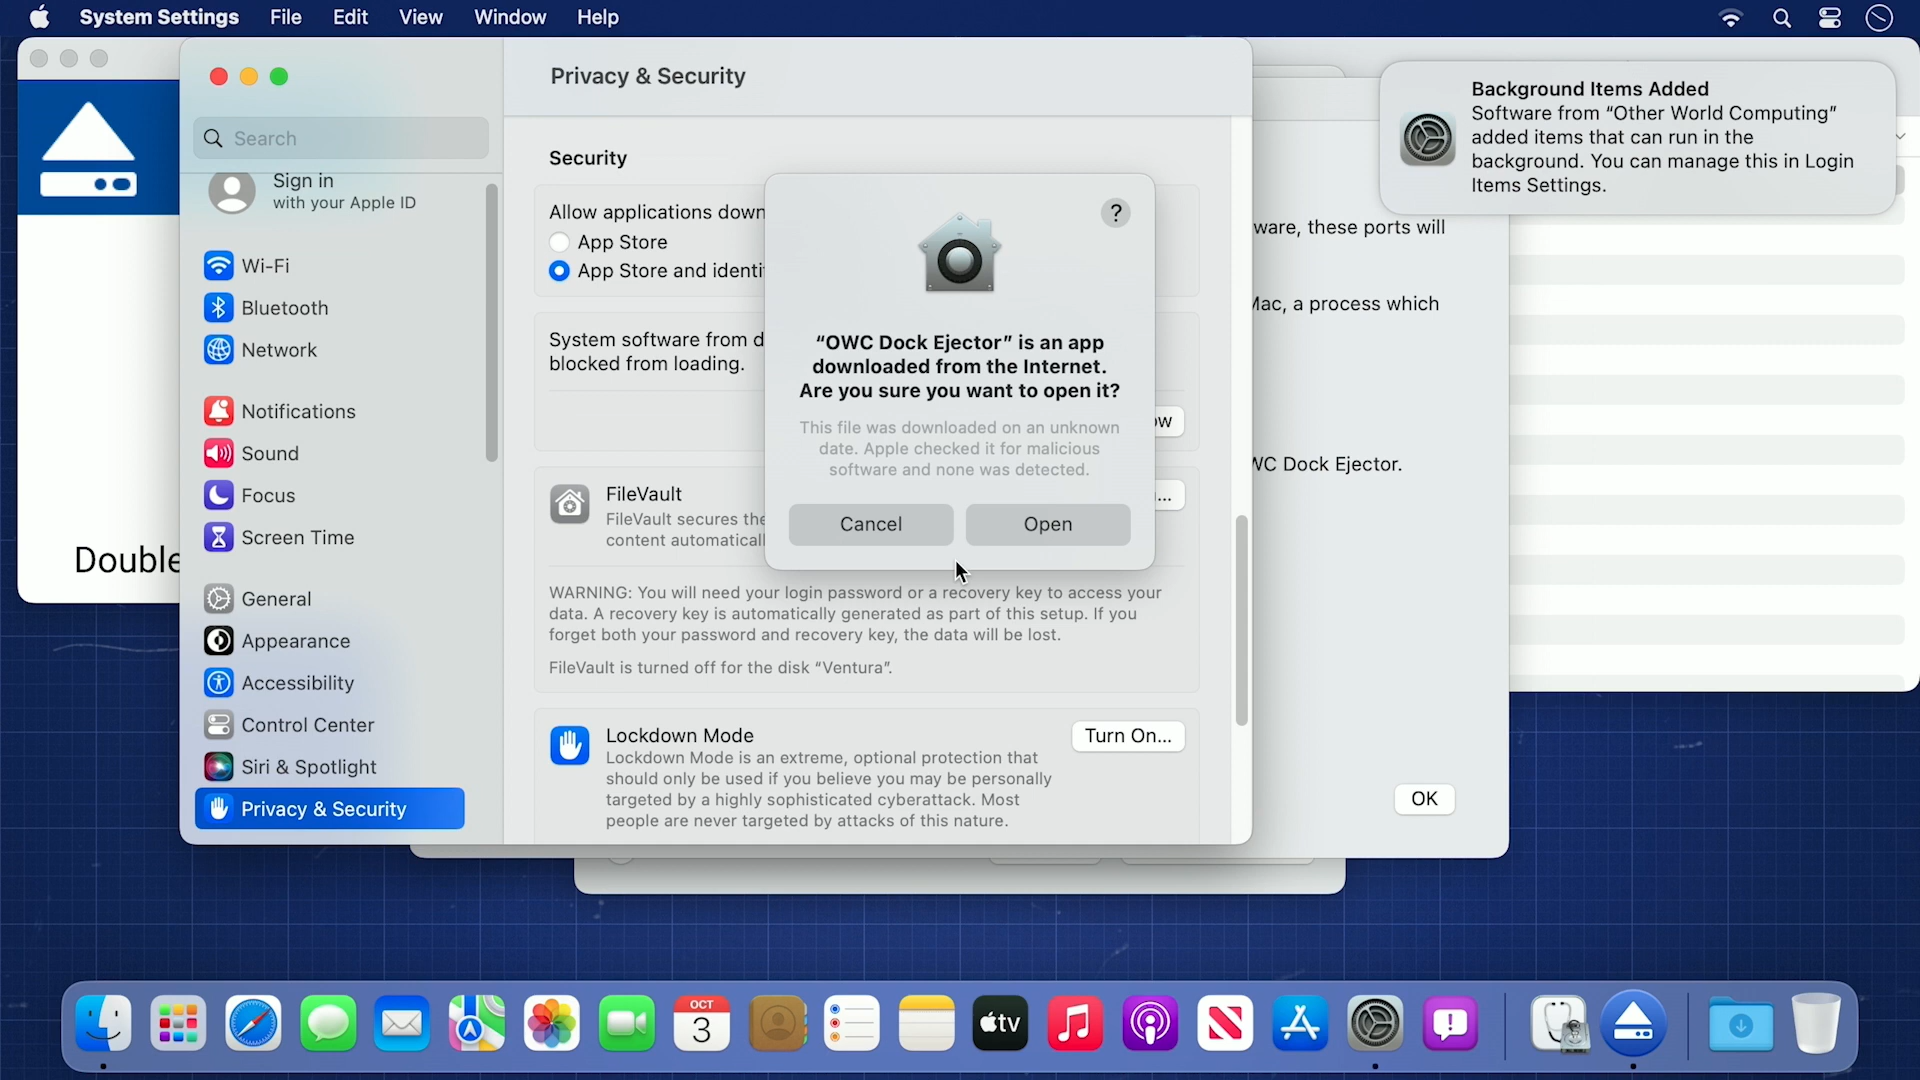 System Settings File Edit View Window Help
Privacy & Security
Search
Sign in
with your Apple ID
Wi-Fi
Bluetooth
Network
Notifications
Sound
Focus
Screen Time
General
Appearance
Accessibility
Control Center
Siri & Spotlight
Privacy & Security
Security
Allow applications down
App Store
App Store and identi
System software from d
blocked from loading.
ow
FileVault
...
FileVault secures the
content automaticall
WARNING: You will need your login password or a recovery key to access your
data. A recovery key is automatically generated as part of this setup. If you
forget both your password and recovery key, the data will be lost.
FileVault is turned off for the disk “Ventura”.
Lockdown Mode
Turn On...
Lockdown Mode is an extreme, optional protection that
should only be used if you believe you may be personally
targeted by a highly sophisticated cyberattack. Most
people are never targeted by attacks of this nature.
?
“OWC Dock Ejector” is an app
downloaded from the Internet.
Are you sure you want to open it?
This file was downloaded on an unknown
date. Apple checked it for malicious
software and none was detected.
Cancel
Open
Background Items Added
Software from “Other World Computing”
added items that can run in the
background. You can manage this in Login
Items Settings.
ware, these ports will
Mac, a process which
WC Dock Ejector.
OK
Double
OCT
3
tv